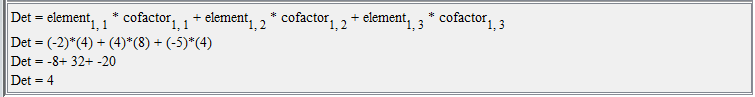 Det = element1, 1 * cofactor1, 1 + element1, 2 * cofactor1, 2 + element1, 3 * cofactor1, 3
Det = (-2)*(4) + (4)*(8) + (-5)*(4)
Det = -8+ 32+ -20
Det = 4